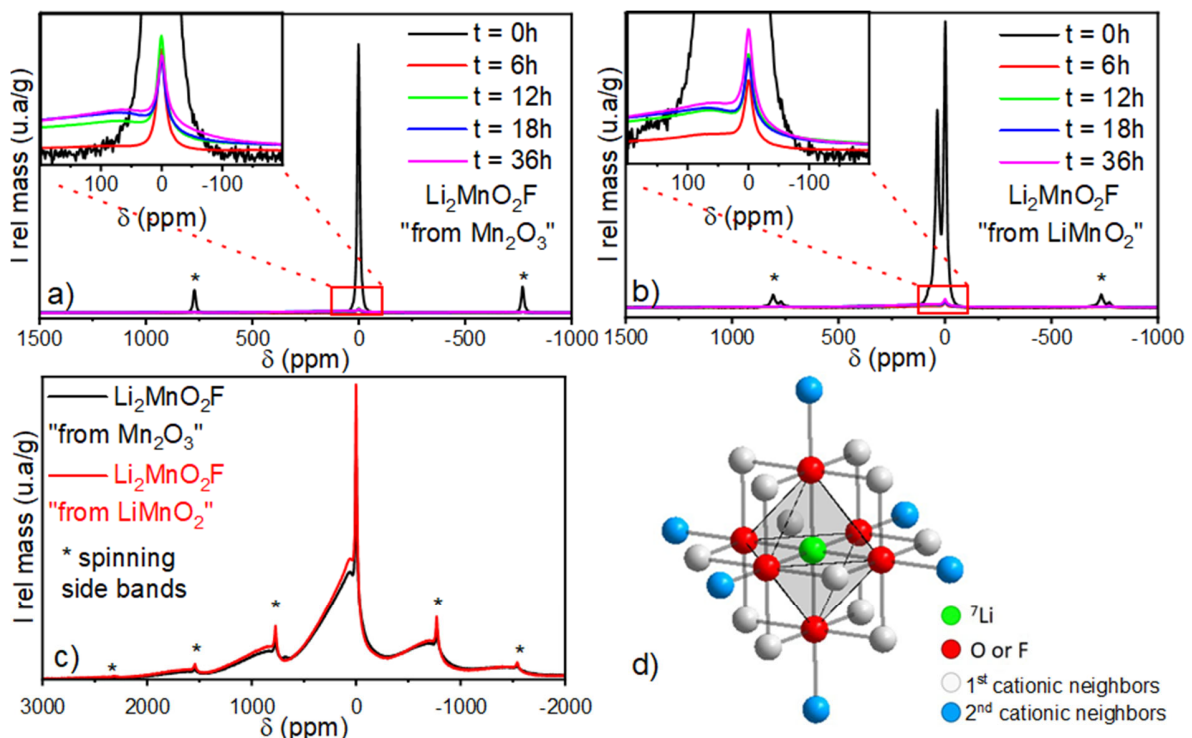 a)
I rel mass (u.a/g)
t = 0h
t = 6h
t = 12h
t = 18h
t = 36h
Li₂MnO₂F
"from Mn₂O₃"
100 0 -100
δ (ppm)
* *
1500 1000 500 0 -500 -1000
δ (ppm)
b)
I rel mass (u.a/g)
t = 0h
t = 6h
t = 12h
t = 18h
t = 36h
Li₂MnO₂F
"from LiMnO₂"
100 0 -100
δ (ppm)
* *
1500 1000 500 0 -500 -1000
δ (ppm)
c)
I rel mass (u.a/g)
Li₂MnO₂F
"from Mn₂O₃"
Li₂MnO₂F
"from LiMnO₂"
* spinning
side bands
* * * * *
3000 2000 1000 0 -1000 -2000
δ (ppm)
d)
⁷Li
O or F
1ˢᵗ cationic neighbors
2ⁿᵈ cationic neighbors